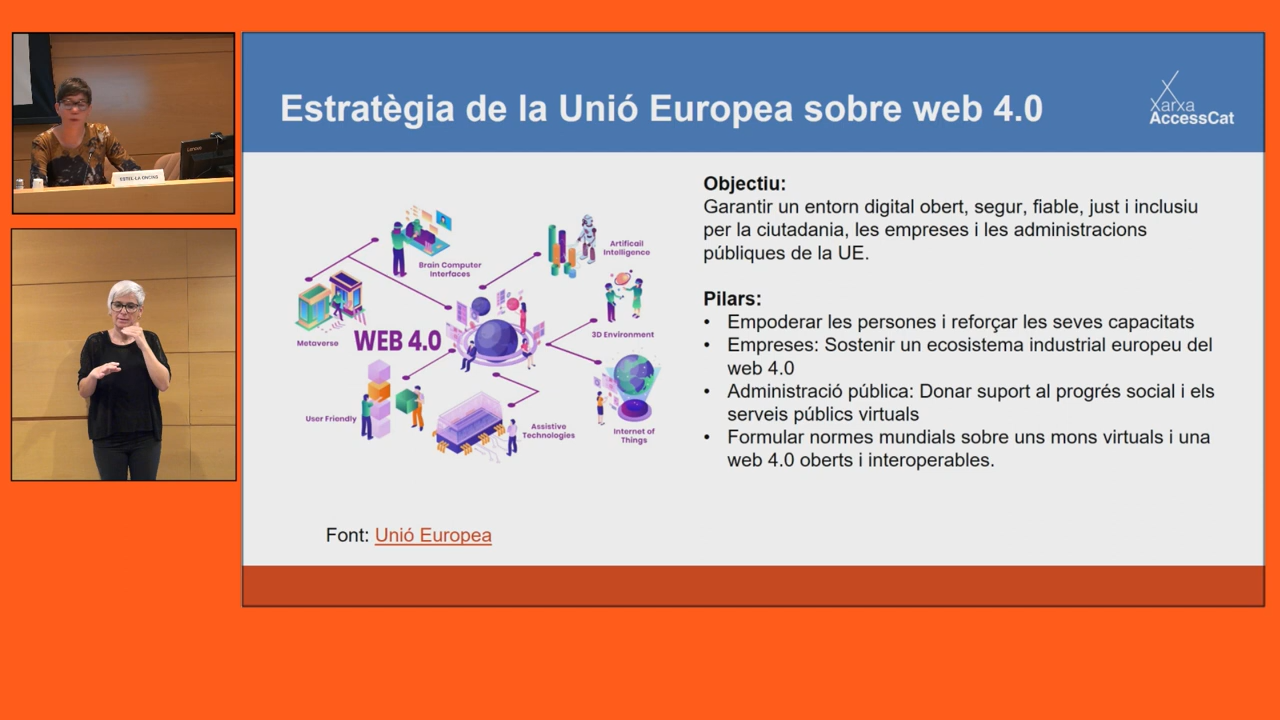 Estratègia de la Unió Europea sobre web 4.0
Xarxa
AccessCat
Lenovo
Objectiu:
Garantir un entorn digital obert, segur, fiable, just i inclusiu
per la ciutadania, les empreses i les administracions
públiques de la UE.
Pilars:
• Empoderar les persones i reforçar les seves capacitats
• Empreses: Sostenir un ecosistema industrial europeu del
web 4.0
• Administració pública: Donar suport al progrés social i els
serveis públics virtuals
• Formular normes mundials sobre uns mons virtuals i una
web 4.0 oberts i interoperables.
Brain Computer
Interfaces
Artificail
Intelligence
Metaverse
WEB 4.0
3D Environment
User Friendly
Assistive
Technologies
Internet of
Things
Font: Unió Europea